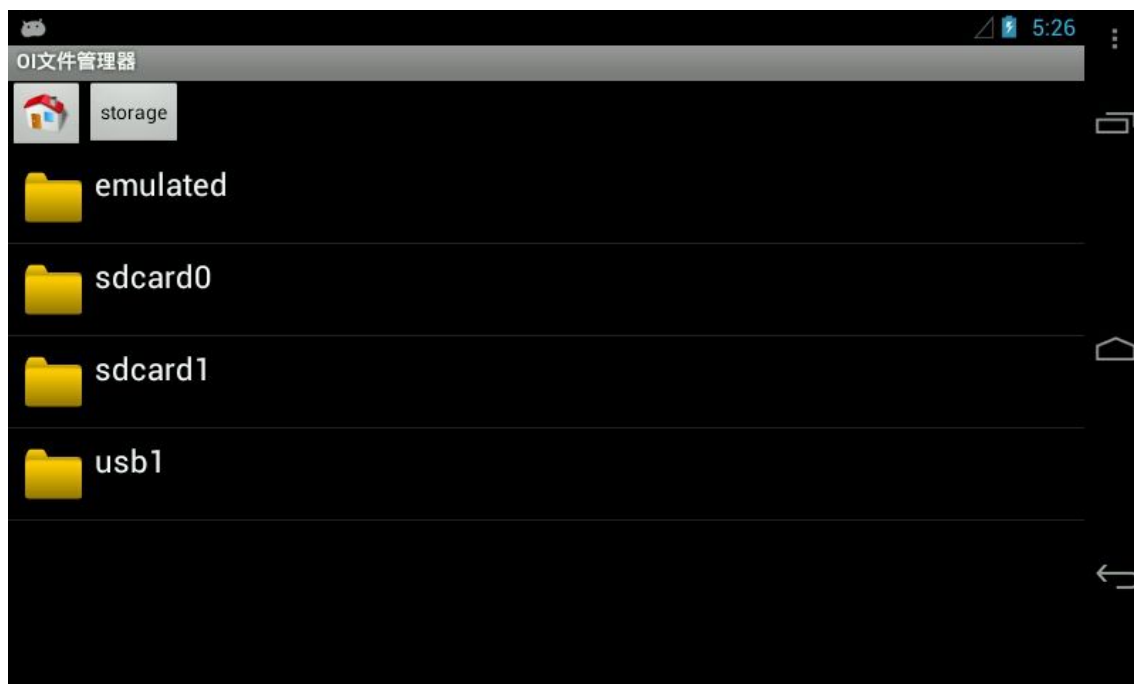 5:26
OI文件管理器
storage
emulated
sdcard0
sdcard1
usb1